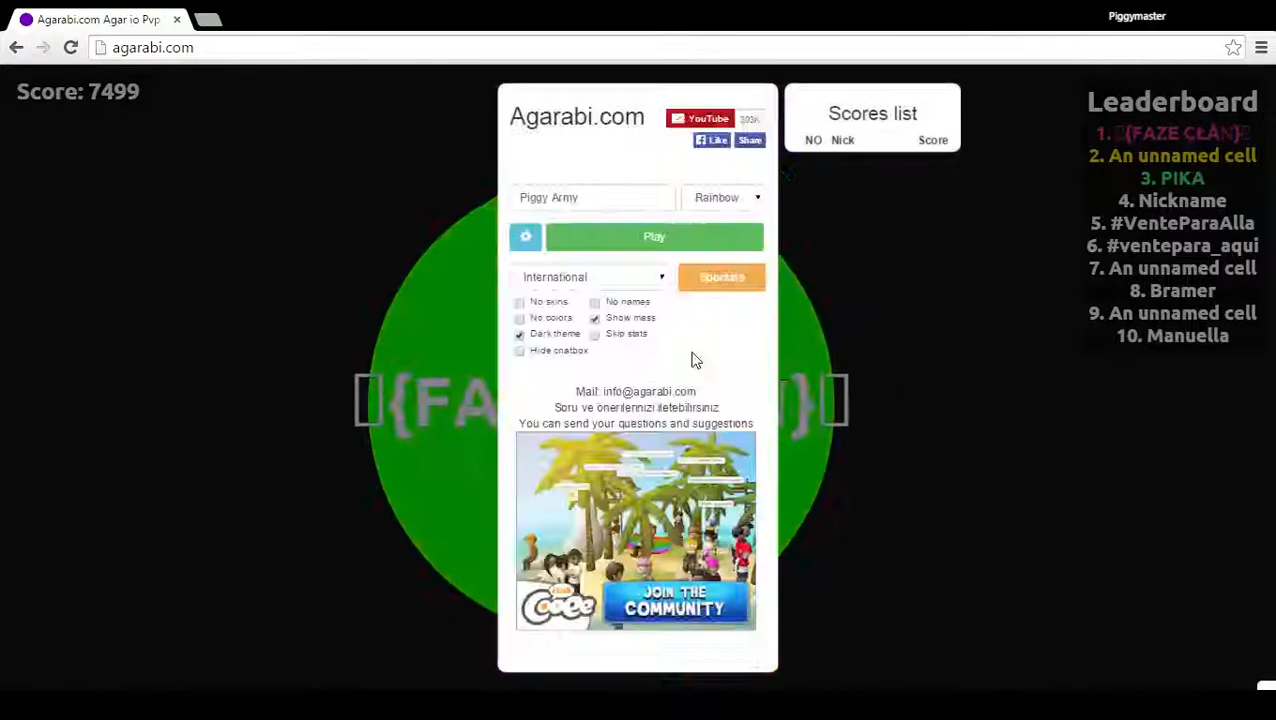 Agarabi.com Agar io Pvp
Piggymaster
agarabi.com
Score: 7499
Agarabi.com
YouTube
Like
Share
Scores list
NO Nick Score
Leaderboard
1. {FAZE ÇLÂN}
2. An unnamed cell
3. PIKA
4. Nickname
5. #VenteParaAlla
6. #ventepara_aqui
7. An unnamed cell
8. Bramer
9. An unnamed cell
10. Manuella
Piggy Army
Rainbow
Play
International
Spectate
No skins
No names
No colors
Show mass
Dark theme
Skip stats
Hide chatbox
{FAZ
}
Mail: info@agarabi.com
Soru ve önerilerinizi iletebilirsiniz
You can send your questions and suggestions
JOIN THE
COMMUNITY